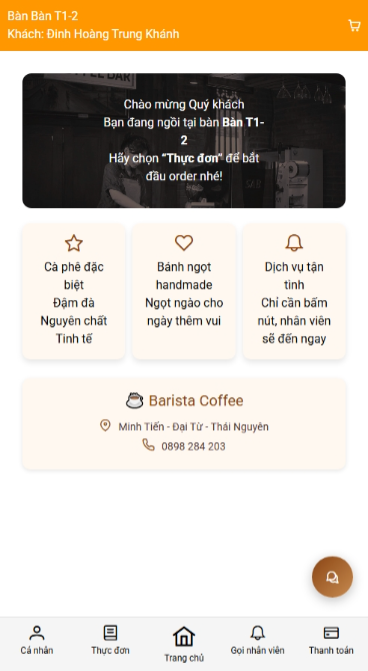 Bàn Bàn T1-2
Khách: Đinh Hoàng Trung Khánh
Chào mừng Quý khách
Bạn đang ngồi tại bàn Bàn T1-
2
Hãy chọn “Thực đơn” để bắt
đầu order nhé!
Cà phê đặc
biệt
Đậm đà
Nguyên chất
Tinh tế
Bánh ngọt
handmade
Ngọt ngào cho
ngày thêm vui
Dịch vụ tận
tình
Chỉ cần bấm
nút, nhân viên
sẽ đến ngay
Barista Coffee
Minh Tiến - Đại Từ - Thái Nguyên
0898 284 203
Cá nhân
Thực đơn
Trang chủ
Gọi nhân viên
Thanh toán